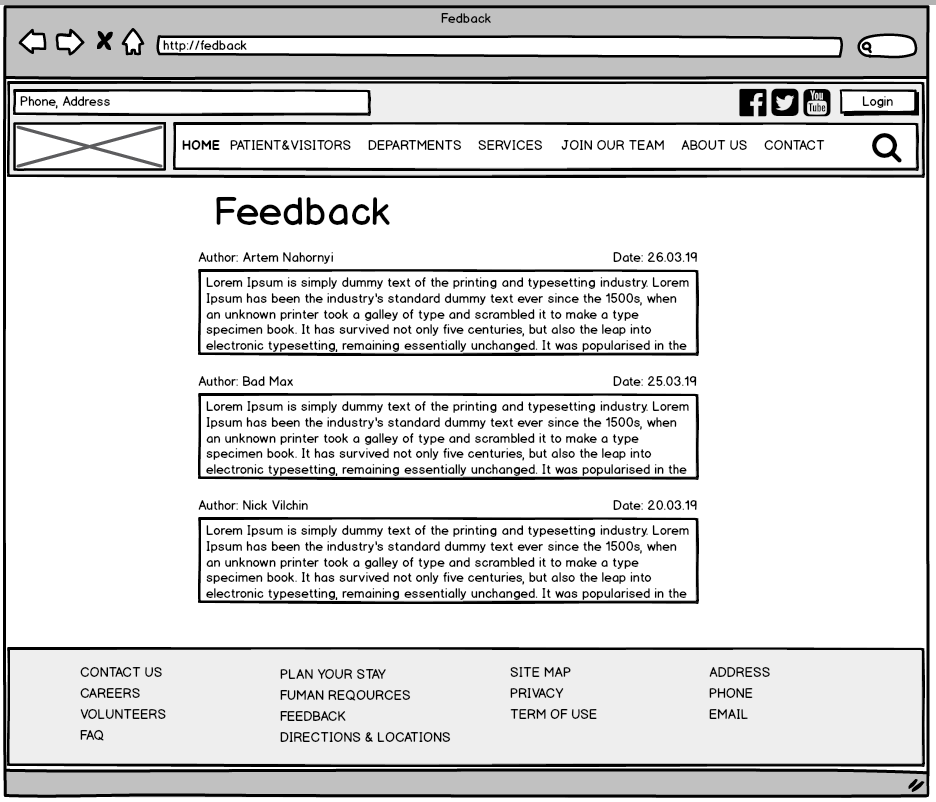 Fedback
http://fedback
Phone, Address
You
Tube
Login
HOME PATIENT&VISITORS DEPARTMENTS SERVICES JOIN OUR TEAM ABOUT US CONTACT
Feedback
Author: Artem Nahornyi Date: 26.03.19
Lorem Ipsum is simply dummy text of the printing and typesetting industry. Lorem
Ipsum has been the industry's standard dummy text ever since the 1500s, when
an unknown printer took a galley of type and scrambled it to make a type
specimen book. It has survived not only five centuries, but also the leap into
electronic typesetting, remaining essentially unchanged. It was popularised in the
Author: Bad Max Date: 25.03.19
Lorem Ipsum is simply dummy text of the printing and typesetting industry. Lorem
Ipsum has been the industry's standard dummy text ever since the 1500s, when
an unknown printer took a galley of type and scrambled it to make a type
specimen book. It has survived not only five centuries, but also the leap into
electronic typesetting, remaining essentially unchanged. It was popularised in the
Author: Nick Vilchin Date: 20.03.19
Lorem Ipsum is simply dummy text of the printing and typesetting industry. Lorem
Ipsum has been the industry's standard dummy text ever since the 1500s, when
an unknown printer took a galley of type and scrambled it to make a type
specimen book. It has survived not only five centuries, but also the leap into
electronic typesetting, remaining essentially unchanged. It was popularised in the
CONTACT US
CAREERS
VOLUNTEERS
FAQ
PLAN YOUR STAY
FUMAN REQOURCES
FEEDBACK
DIRECTIONS & LOCATIONS
SITE MAP
PRIVACY
TERM OF USE
ADDRESS
PHONE
EMAIL